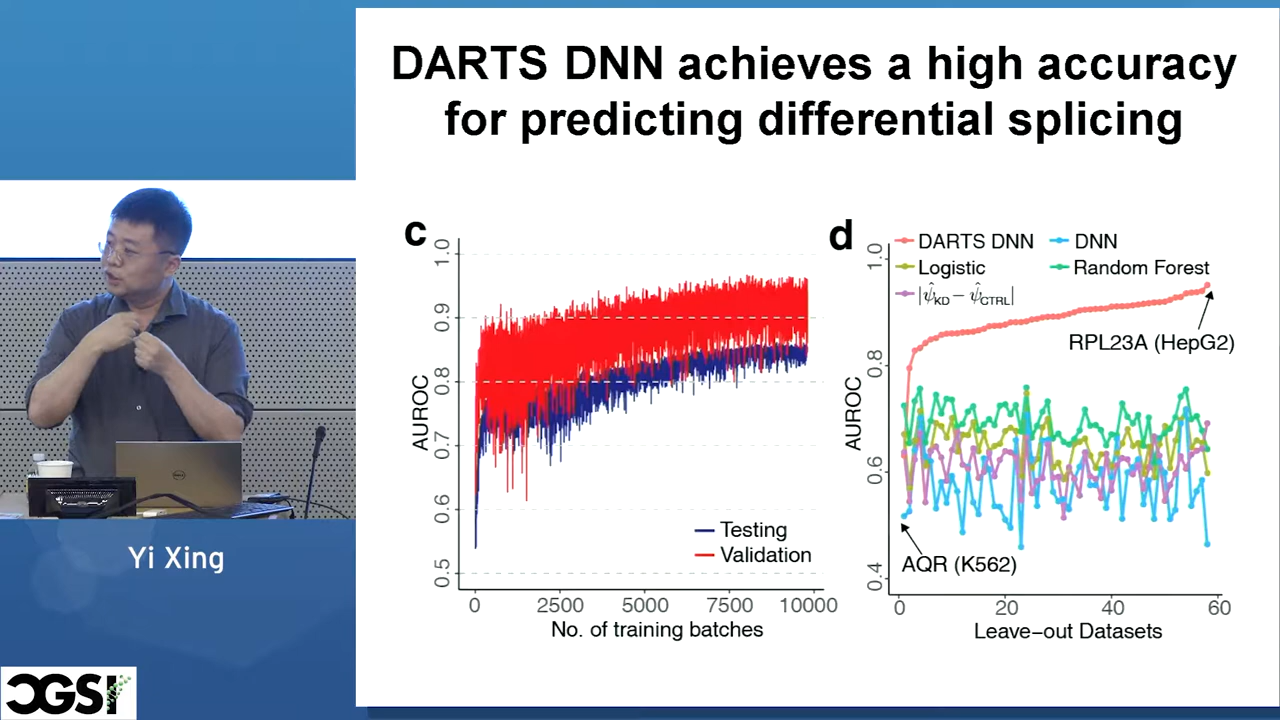 DARTS DNN achieves a high accuracy
for predicting differential splicing
c
AUROC
1.0
0.9
0.8
0.7
0.6
0.5
Testing
Validation
0
2500
5000
7500
10000
No. of training batches
d
DARTS DNN
DNN
Logistic
Random Forest
|ψ̂KD − ψ̂CTRL|
AUROC
1.0
0.8
0.6
0.4
RPL23A (HepG2)
AQR (K562)
0
20
40
60
Leave−out Datasets
Yi Xing
CGSI